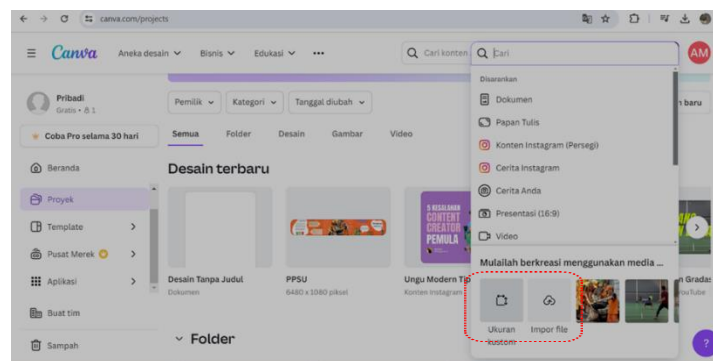 canva.com/projects
Canva
Aneka desain
Bisnis
Edukasi
Cari konten
Cari
AM
Pribadi
Gratis • 1
Coba Pro selama 30 hari
Beranda
Proyek
Template
Pusat Merek
Aplikasi
Buat tim
Sampah
Pemilik
Kategori
Tanggal diubah
Semua
Folder
Desain
Gambar
Video
Desain terbaru
Desain Tanpa Judul
Dokumen
PPSU
6480 x 1080 piksel
5 KESALAHAN
CONTENT
CREATOR
PEMULA
Ungu Modern Tip
Konten Instagram
Folder
Disarankan
Dokumen
Papan Tulis
Konten Instagram (Persegi)
Cerita Instagram
Cerita Anda
Presentasi (16:9)
Video
Mulailah berkreasi menggunakan media ...
Ukuran
kustom
Impor file
baru
Gradas
YouTube
?